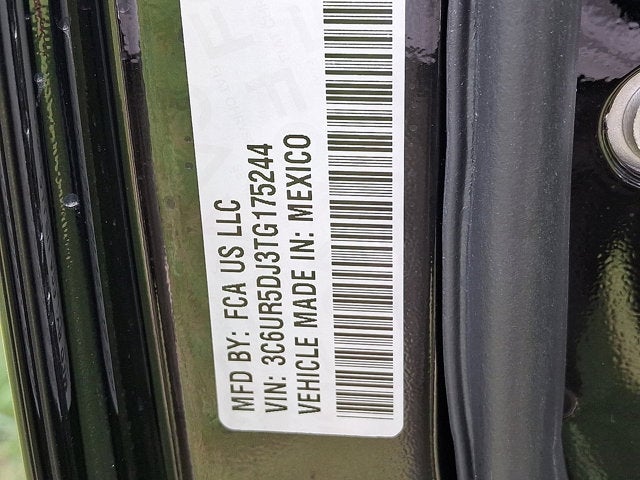 MFD BY: FCA US LLC
VIN: 3C6UR5DJ3TG175244
VEHICLE MADE IN: MEXICO